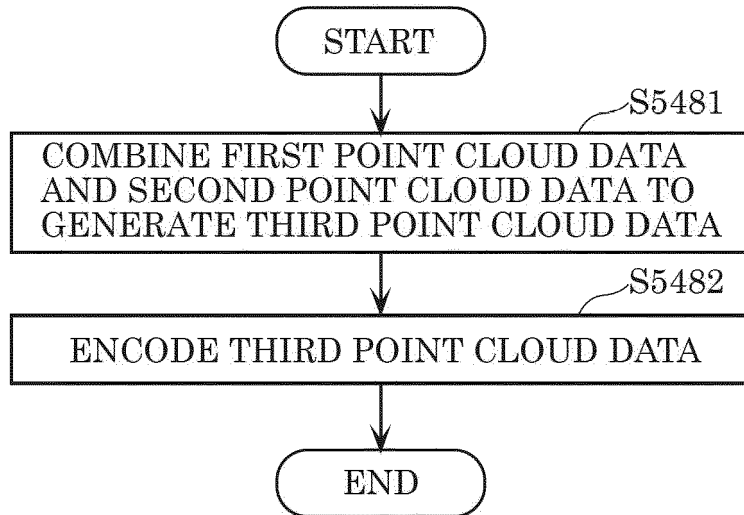 START
S5481
COMBINE FIRST POINT CLOUD DATA
AND SECOND POINT CLOUD DATA TO
GENERATE THIRD POINT CLOUD DATA
S5482
ENCODE THIRD POINT CLOUD DATA
END